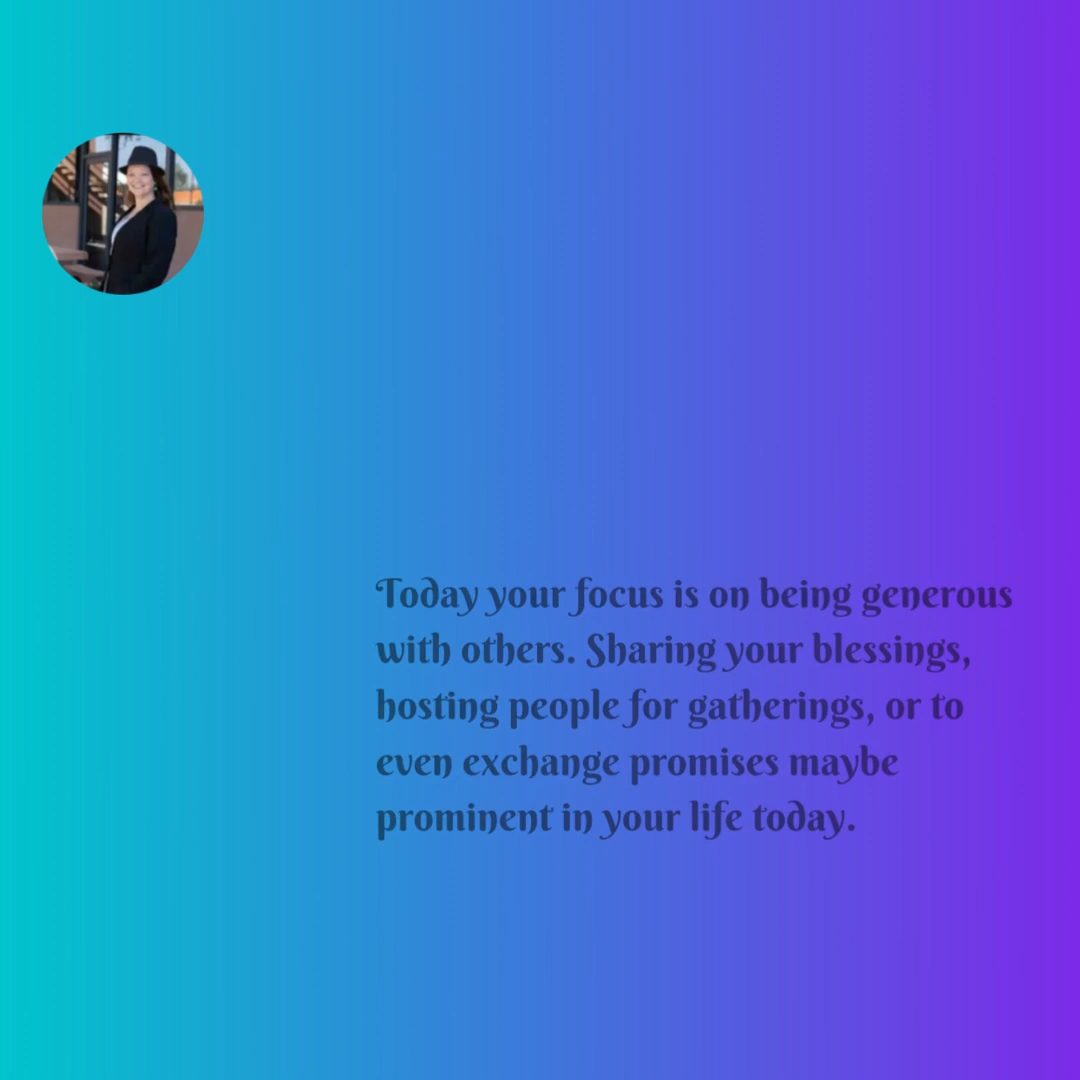 Today your focus is on being generous
with others. Sharing your blessings,
hosting people for gatherings, or to
even exchange promises maybe
prominent in your life today.